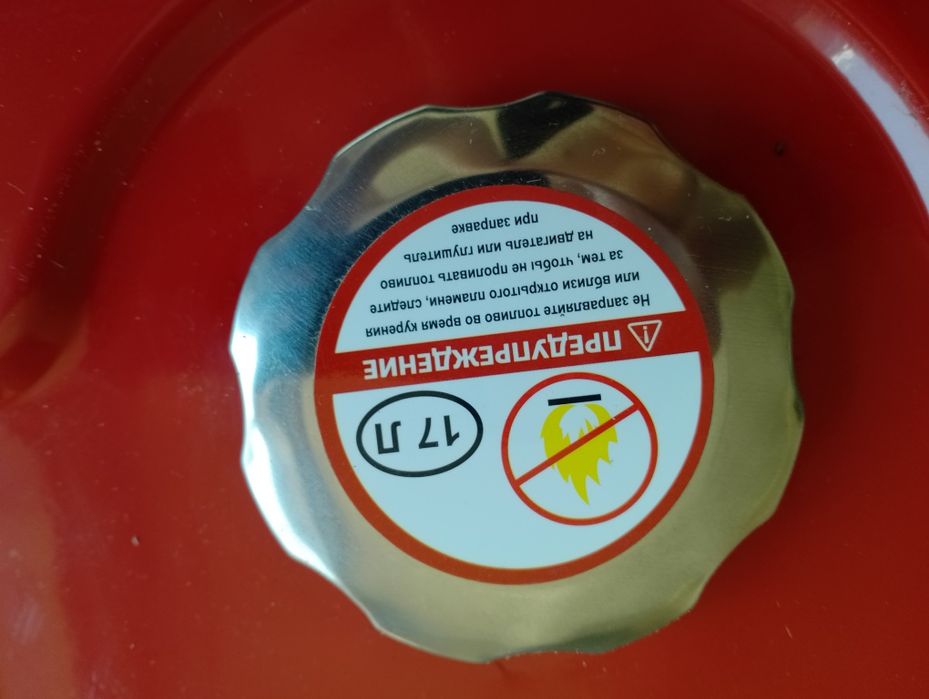 17 Л
ПРЕДУПРЕЖДЕНИЕ
Не заправляйте топливо во время курения
или вблизи открытого пламени, следите
за тем, чтобы не проливать топливо
на двигатель или глушитель
при заправке